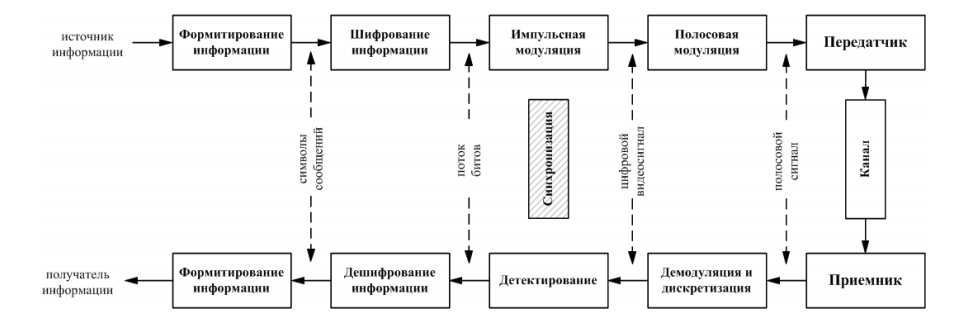 источник
информации
Формитирование
информации
Шифрование
информации
Импульсная
модуляция
Полосовая
модуляция
Передатчик
символы
сообщений
поток
битов
Синхронизация
цифровой
видеосигнал
полосовой
сигнал
Канал
получатель
информации
Формитирование
информации
Дешифрование
информации
Детектирование
Демодуляция и
дискретизация
Приемник